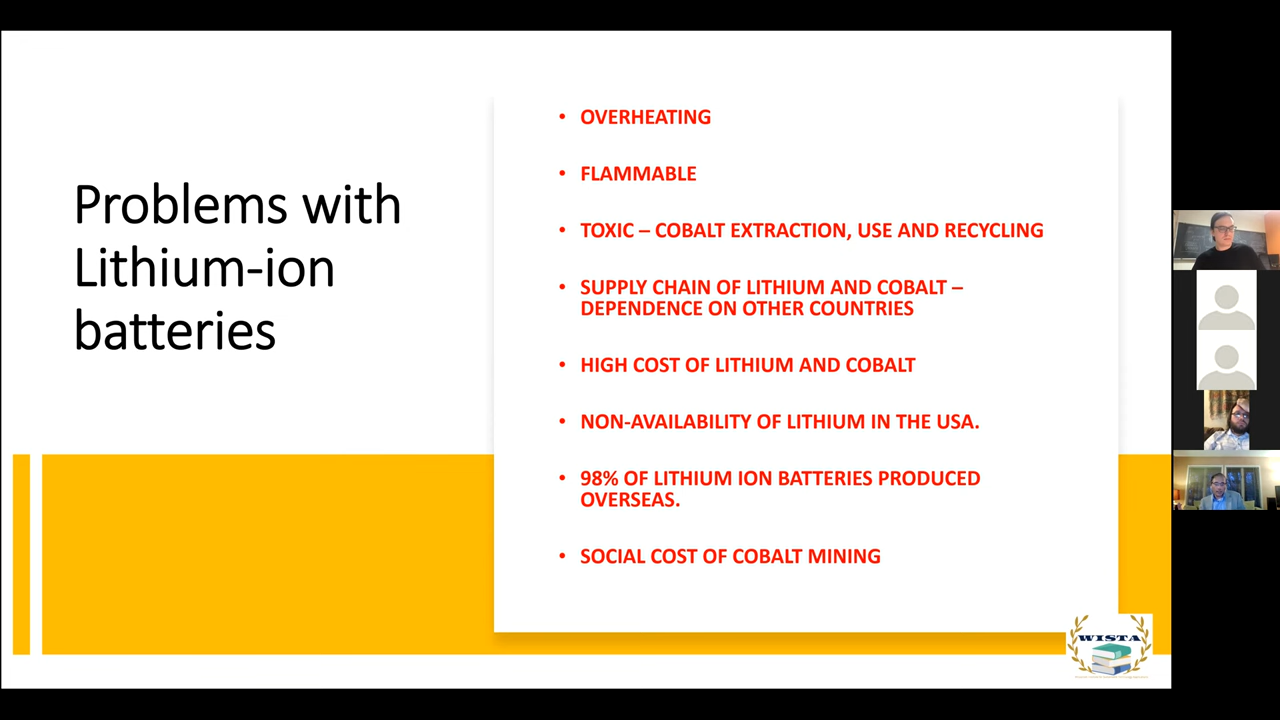 Problems with
Lithium-ion
batteries
• OVERHEATING
• FLAMMABLE
• TOXIC – COBALT EXTRACTION, USE AND RECYCLING
• SUPPLY CHAIN OF LITHIUM AND COBALT –
DEPENDENCE ON OTHER COUNTRIES
• HIGH COST OF LITHIUM AND COBALT
• NON-AVAILABILITY OF LITHIUM IN THE USA.
• 98% OF LITHIUM ION BATTERIES PRODUCED
OVERSEAS.
• SOCIAL COST OF COBALT MINING
WISTA